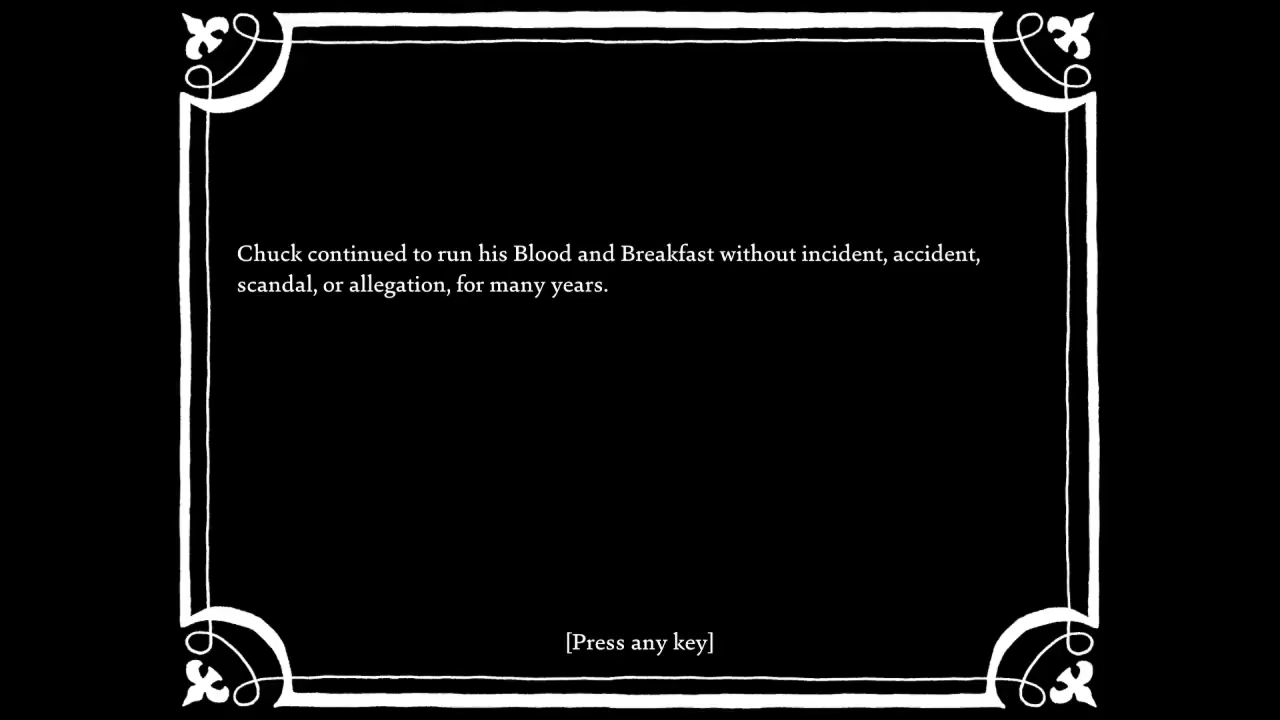 Chuck continued to run his Blood and Breakfast without incident, accident,
scandal, or allegation, for many years.
[Press any key]